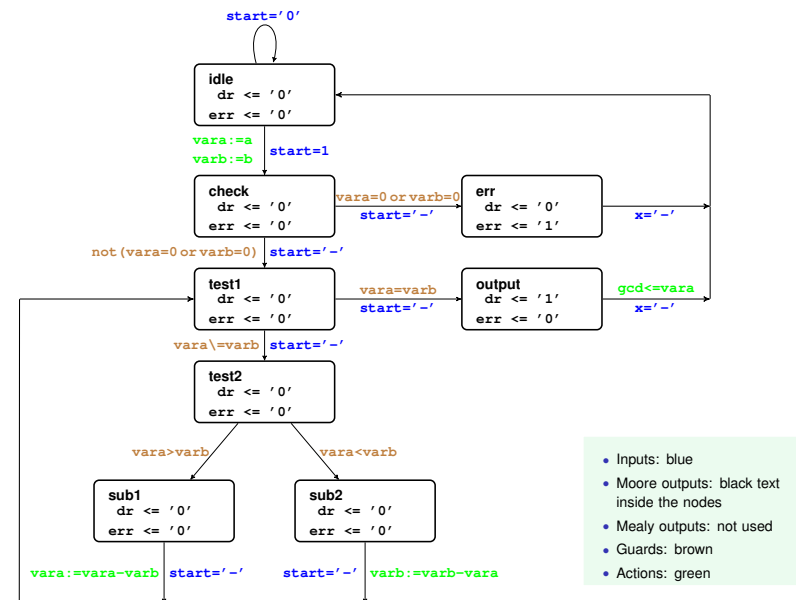 start='0'
idle
dr <= '0'
err <= '0'
vara:=a
varb:=b
start=1
check
dr <= '0'
err <= '0'
vara=0 or varb=0
start='-'
err
dr <= '0'
err <= '1'
x='-'
not(vara=0 or varb=0)
start='-'
test1
dr <= '0'
err <= '0'
vara=varb
start='-'
output
dr <= '1'
err <= '0'
gcd<=vara
x='-'
vara\=varb
start='-'
test2
dr <= '0'
err <= '0'
vara>varb
vara<varb
sub1
dr <= '0'
err <= '0'
sub2
dr <= '0'
err <= '0'
vara:=vara-varb
start='-'
start='-'
varb:=varb-vara
• Inputs: blue
• Moore outputs: black text
inside the nodes
• Mealy outputs: not used
• Guards: brown
• Actions: green